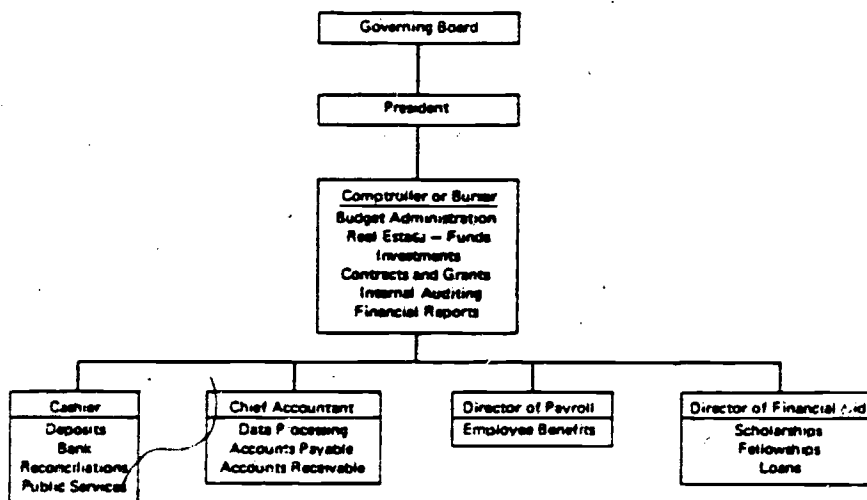 Governing Board
President
Comptroller or Bursar
Budget Administration
Real Estate – Funds
Investments
Contracts and Grants
Internal Auditing
Financial Reports
Cashier
Deposits
Bank
Reconciliations
Public Services
Chief Accountant
Data Processing
Accounts Payable
Accounts Receivable
Director of Payroll
Employee Benefits
Director of Financial Aid
Scholarships
Fellowships
Loans